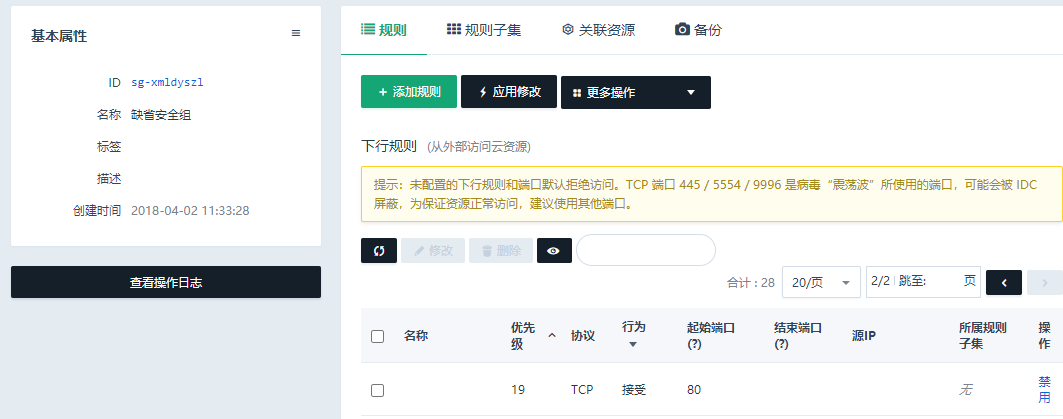 基本属性
ID sg-xmldyszl
名称 缺省安全组
标签
描述
创建时间 2018-04-02 11:33:28
查看操作日志
规则 规则子集 关联资源 备份
+ 添加规则 应用修改 更多操作
下行规则 (从外部访问云资源)
提示：未配置的下行规则和端口默认拒绝访问。TCP 端口 445 / 5554 / 9996 是病毒“震荡波”所使用的端口，可能会被 IDC
屏蔽，为保证资源正常访问，建议使用其他端口。
修改 删除
合计 : 28 20/页 2/2 跳至: 页
名称 优先级 协议 行为 起始端口(?) 结束端口(?) 源IP 所属规则子集 操作
19 TCP 接受 80 无 禁用